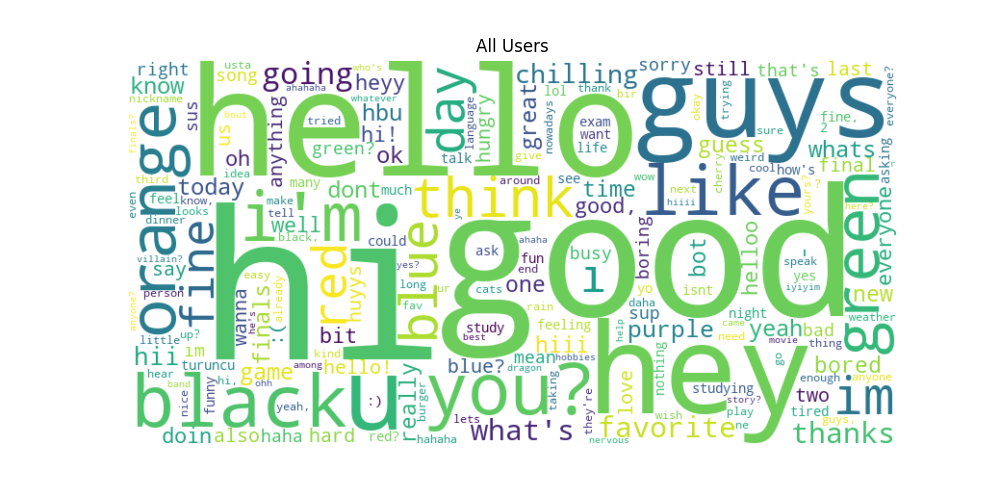 All Users
right
usta
song
know
nickname
going
ahahaha
who's
heyy
whatever
hello
day
chilling
lol
thank
bir
sorry
still
that's
last
guys
everyone?
okay
trying
sure
fine,
2
finals?
sus
us
bout
idea
oh
anything
tried
hbu
hi!
ok
green?
language
hungry
talk
great
give
nowadays
exam
want
life
guess
whats
weird
final
asking
third
even
orange
feel
know,
today
many
dont
much
around
think
see
time
wow
like
next
cherry
hiiii
cool
how's
yours?
?
here?
everyone
green
looks
dinner
fine
make
tell
i'm
well
black,
ye
good,
villain?
say
person
anyone?
hi
easy
red
huyys
could
yes?
blue
long
fav
ur
ask
ahaha
fun
end
cats
one
good
busy
1
boring
yo
isnt
bot
helloo
-
speak
yes
iyiyim
new
weather
wanna
he's
finals
already
:(
study
best
rain
daha
sup
night
little
up?
hii
im
turuncu
bit
kind
feeling
hiii
help
purple
came
need
yeah
bad
thing
movie
hear
band
hi,
game
among
hello!
blue?
mean
dragon
hobbies
nothing
hey
go
bored
enough
anyone
black
nice
funny
ohh
yeah,
u
:)
really
burger
you?
taking
they're
love
studying
story?
play
two
im
tired
guys,
doin
also
haha
hard
red?
hahaha
lets
what's
nervous
wish
favorite
ne
thanks